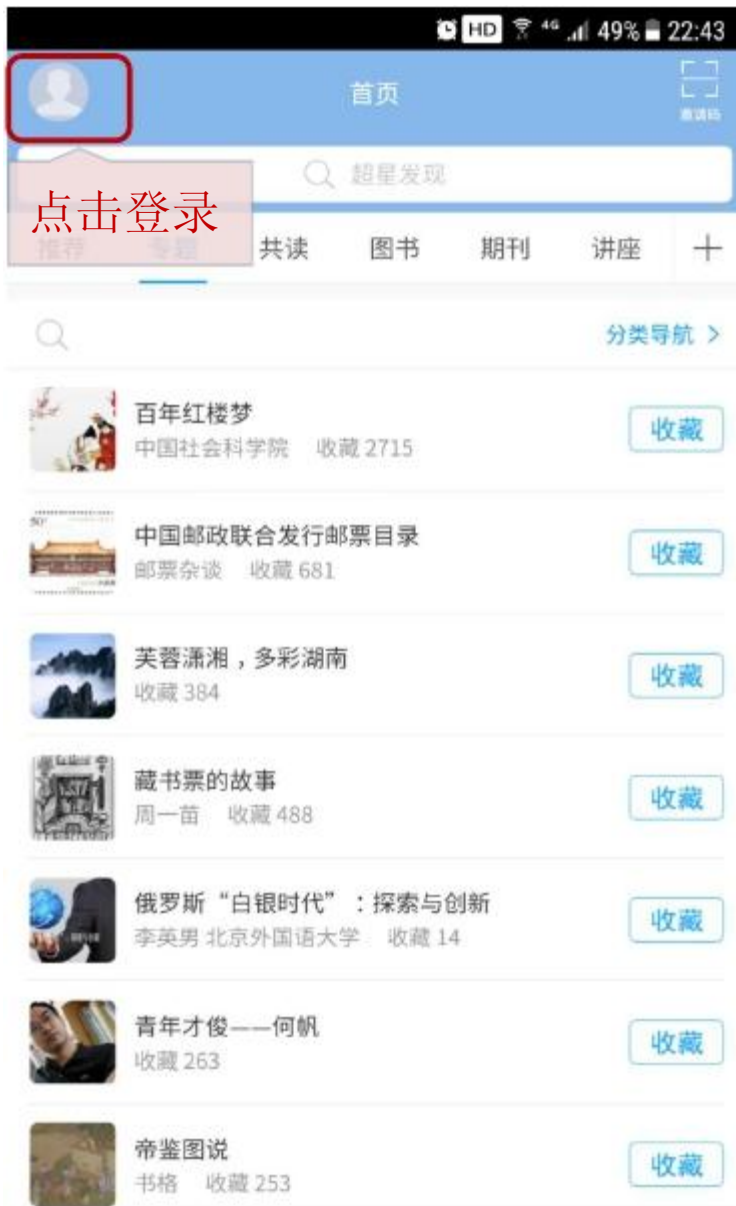 HD 4G 49% 22:43
首页
邀请码
超星发现
点击登录
推荐 专题 共读 图书 期刊 讲座
分类导航 >
百年红楼梦
收藏
中国社会科学院 收藏 2715
中国邮政联合发行邮票目录
收藏
邮票杂谈 收藏 681
芙蓉潇湘，多彩湖南
收藏
收藏 384
藏书票的故事
收藏
周一苗 收藏 488
俄罗斯“白银时代”：探索与创新
收藏
李英男 北京外国语大学 收藏 14
青年才俊——何帆
收藏
收藏 263
帝鉴图说
收藏
书格 收藏 253